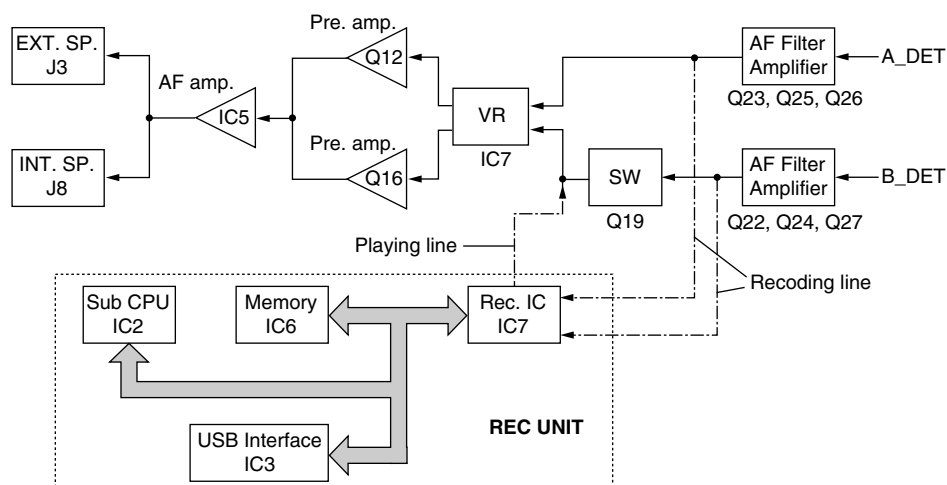 EXT. SP.
J3
INT. SP.
J8
AF amp.
IC5
Pre. amp.
Q12
Pre. amp.
Q16
VR
IC7
SW
Q19
AF Filter
Amplifier
Q23, Q25, Q26
A_DET
AF Filter
Amplifier
Q22, Q24, Q27
B_DET
Playing line
Recoding line
Sub CPU
IC2
Memory
IC6
Rec. IC
IC7
USB Interface
IC3
REC UNIT